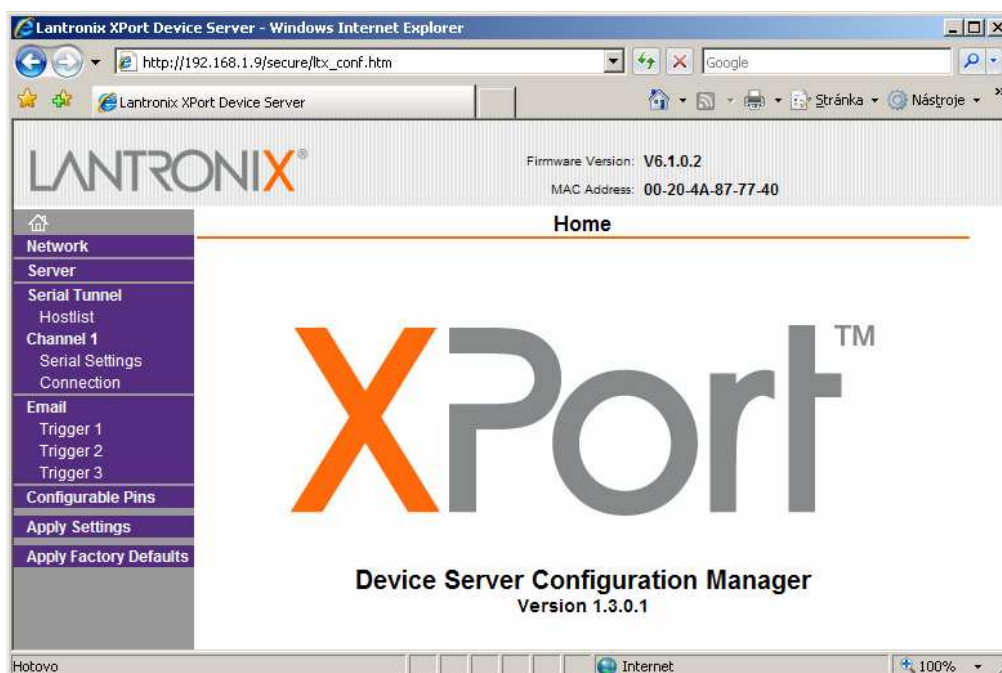 Lantronix XPort Device Server - Windows Internet Explorer
http://192.168.1.9/secure/ltx_conf.htm
Google
Lantronix XPort Device Server
Stránka
Nástroje
»
LANTRONIX®
Firmware Version: V6.1.0.2
MAC Address: 00-20-4A-87-77-40
Home
Network
Server
Serial Tunnel
Hostlist
Channel 1
Serial Settings
Connection
Email
Trigger 1
Trigger 2
Trigger 3
Configurable Pins
Apply Settings
Apply Factory Defaults
XPort™
Device Server Configuration Manager
Version 1.3.0.1
Hotovo
Internet
100%